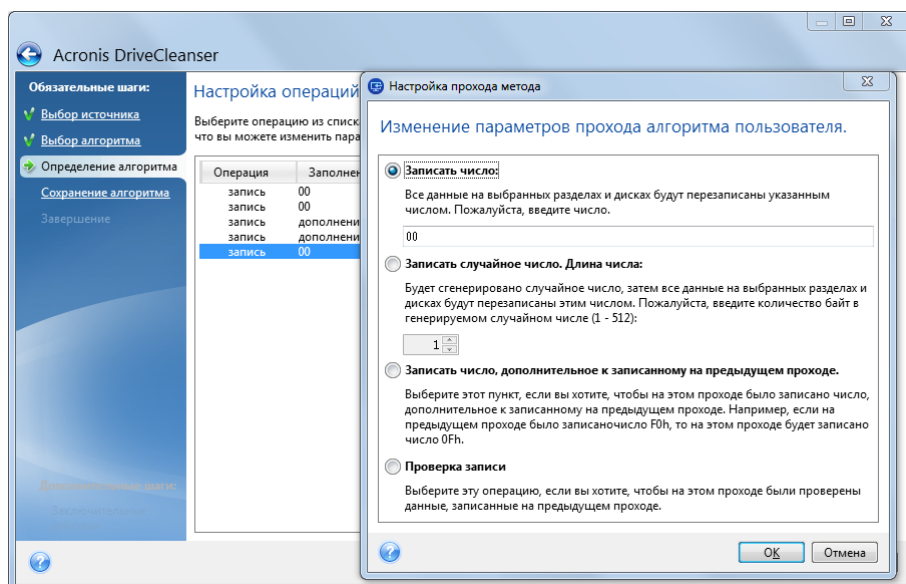 Acronis DriveCleanser
Обязательные шаги:
Выбор источника
Выбор алгоритма
Определение алгоритма
Сохранение алгоритма
Завершение
Настройка операций
Выберите операцию из списк
что вы можете изменить пара
Операция Заполнен
запись 00
запись 00
запись дополнени
запись дополнени
запись 00
Настройка прохода метода
Изменение параметров прохода алгоритма пользователя.
Записать число:
Все данные на выбранных разделах и дисках будут перезаписаны указанным
числом. Пожалуйста, введите число.
00
Записать случайное число. Длина числа:
Будет сгенерировано случайное число, затем все данные на выбранных разделах и
дисках будут перезаписаны этим числом. Пожалуйста, введите количество байт в
генерируемом случайном числе (1 - 512):
1
Записать число, дополнительное к записанному на предыдущем проходе.
Выберите этот пункт, если вы хотите, чтобы на этом проходе было записано число,
дополнительное к записанному на предыдущем проходе. Например, если на
предыдущем проходе было записаночисло F0h, то на этом проходе будет записано
число 0Fh.
Проверка записи
Выберите эту операцию, если вы хотите, чтобы на этом проходе были проверены
данные, записанные на предыдущем проходе.
OK Отмена